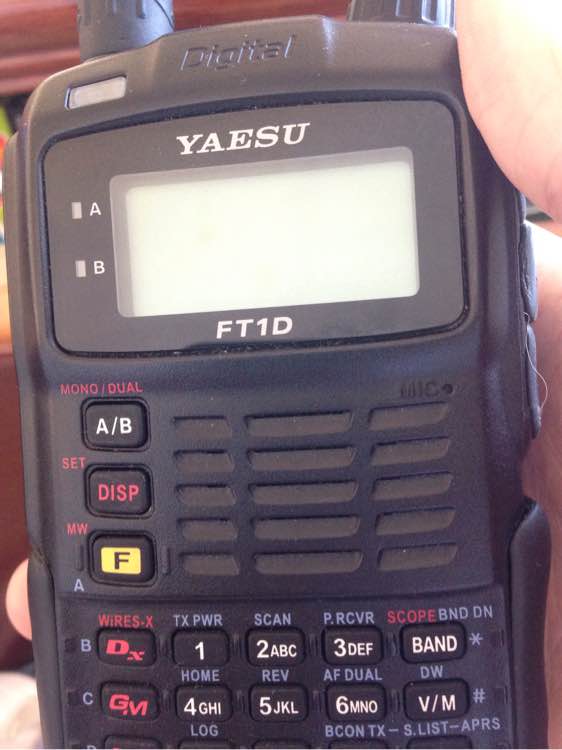 Digital
YAESU
A
B
FT1D
MONO/DUAL
MIC
A/B
SET
DISP
MW
F
A
WiRES-X TX PWR SCAN P.RCVR SCOPE BND DN
B Dx 1 2ABC 3DEF BAND *
HOME REV AF DUAL DW
C GM 4GHI 5JKL 6MNO V/M #
LOG BCON TX – S.LIST – APRS